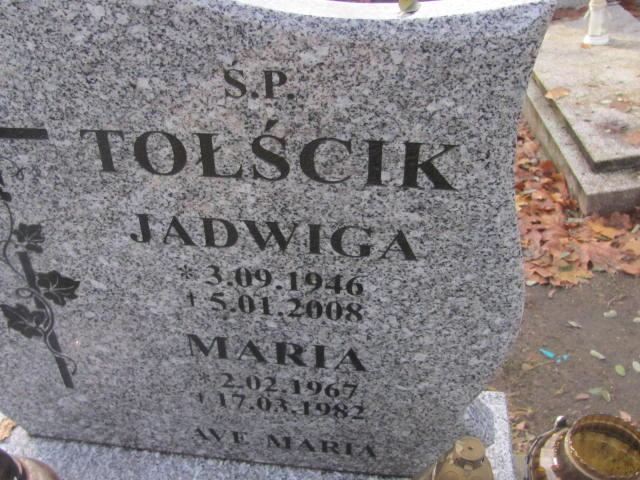 Ś.P.
TOŁŚCIK
JADWIGA
* 3.09.1946
† 5.01.2008
MARIA
* 2.02.1967
† 17.03.1982
AVE MARIA